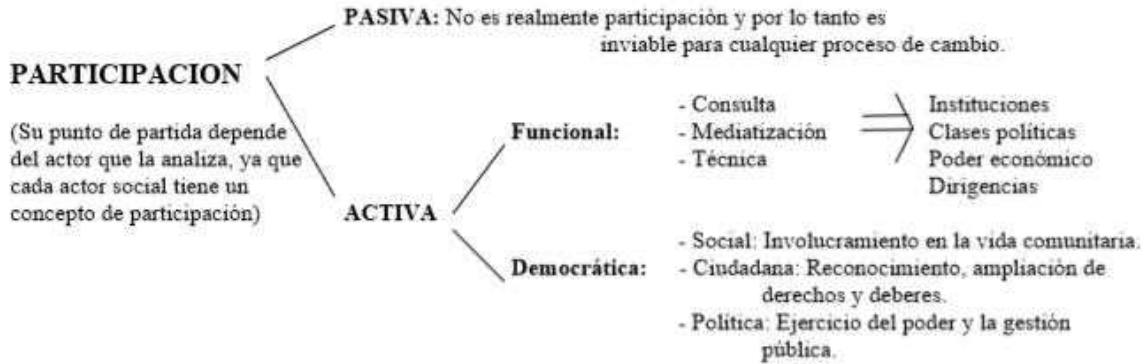 PASIVA: No es realmente participación y por lo tanto es
inviable para cualquier proceso de cambio.
PARTICIPACION
(Su punto de partida depende
del actor que la analiza, ya que
cada actor social tiene un
concepto de participación)
ACTIVA
Funcional:
- Consulta
- Mediatización
- Técnica
Instituciones
Clases políticas
Poder económico
Dirigencias
Democrática:
- Social: Involucramiento en la vida comunitaria.
- Ciudadana: Reconocimiento, ampliación de
derechos y deberes.
- Política: Ejercicio del poder y la gestión
pública.